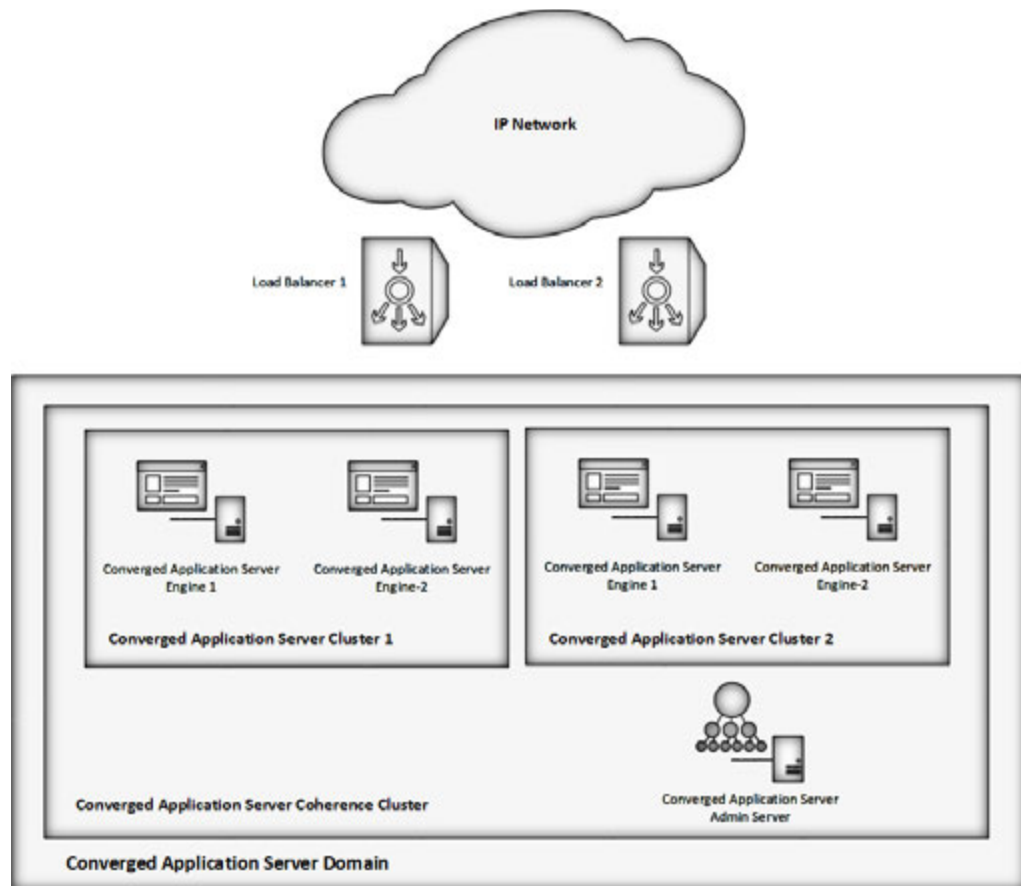 IP Network
Load Balancer 1
Load Balancer 2
Converged Application Server
Engine 1
Converged Application Server
Engine-2
Converged Application Server Cluster 1
Converged Application Server
Engine 1
Converged Application Server
Engine-2
Converged Application Server Cluster 2
Converged Application Server
Admin Server
Converged Application Server Coherence Cluster
Converged Application Server Domain